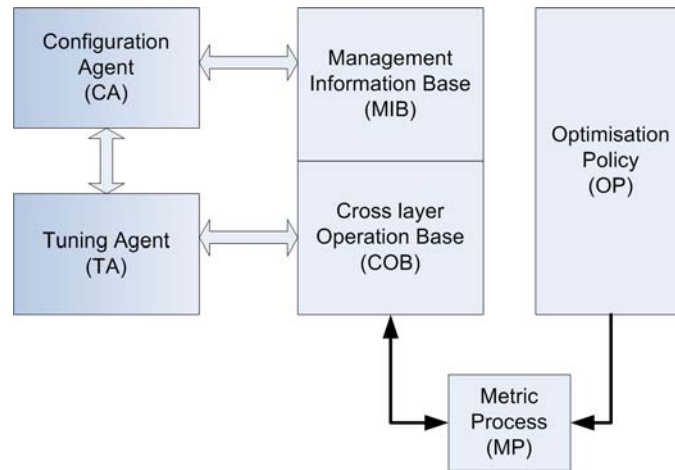 Configuration
Agent
(CA)
Management
Information Base
(MIB)
Optimisation
Policy
(OP)
Tuning Agent
(TA)
Cross layer
Operation Base
(COB)
Metric
Process
(MP)